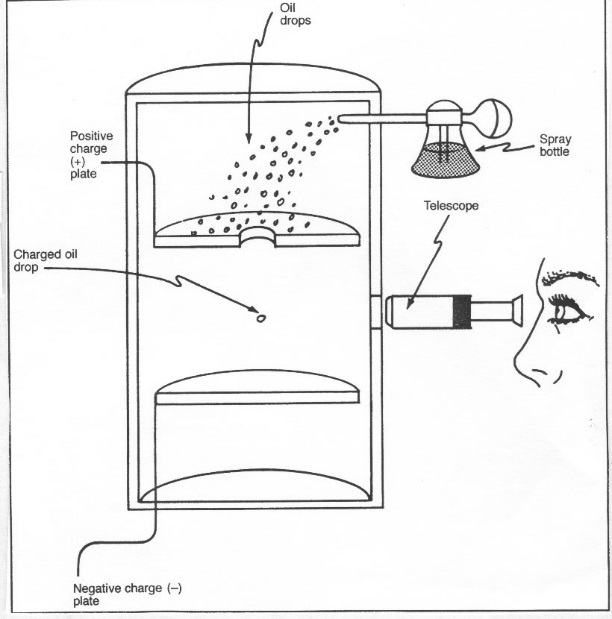 Oil
drops
Positive
charge
(+)
plate
Spray
bottle
Telescope
Charged oil
drop
Negative charge (–)
plate